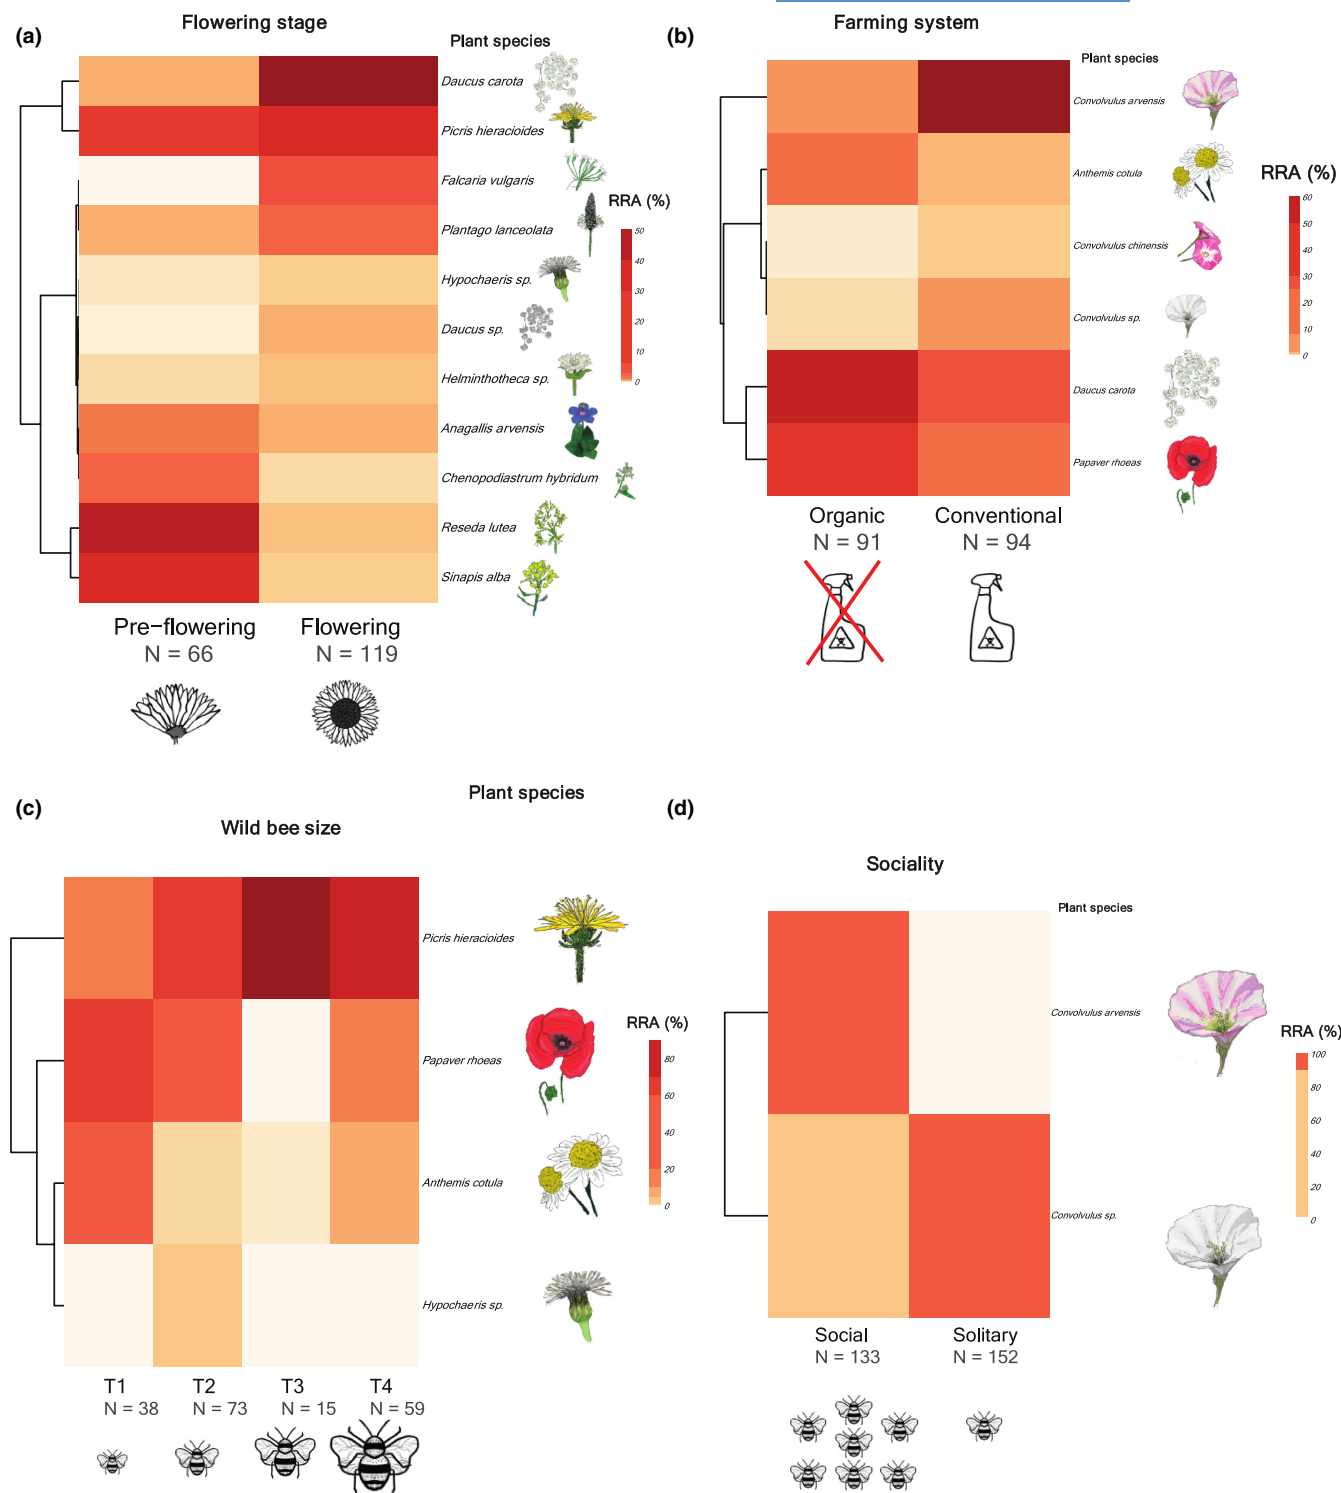 (a)
Flowering stage
Plant species
Daucus carota
Picris hieracioides
Falcaria vulgaris
Plantago lanceolata
Hypochaeris sp.
Daucus sp.
Helminthotheca sp.
Anagallis arvensis
Chenopodiastrum hybridum
Reseda lutea
Sinapis alba
RRA (%)
50
40
30
20
10
0
Pre-flowering
N = 66
Flowering
N = 119
(b)
Farming system
Plant species
Convolvulus arvensis
Anthemis cotula
Convolvulus chinensis
Convolvulus sp.
Daucus carota
Papaver rhoeas
RRA (%)
60
50
40
30
20
10
0
Organic
N = 91
Conventional
N = 94
(c)
Plant species
Wild bee size
Picris hieracioides
Papaver rhoeas
Anthemis cotula
Hypochaeris sp.
RRA (%)
80
60
40
20
0
T1
N = 38
T2
N = 73
T3
N = 15
T4
N = 59
(d)
Sociality
Plant species
Convolvulus arvensis
Convolvulus sp.
RRA (%)
100
80
60
40
20
0
Social
N = 133
Solitary
N = 152